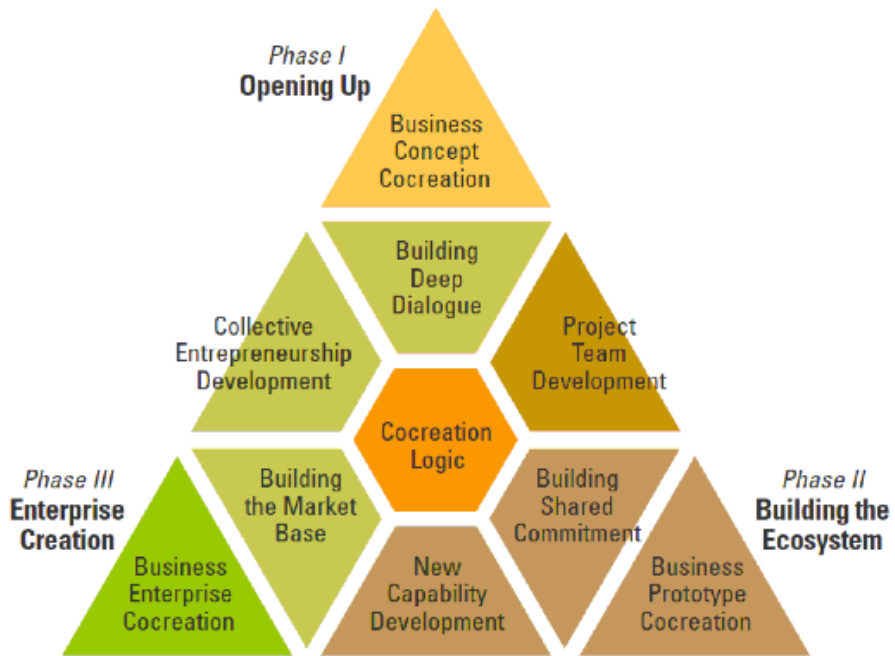 Phase I
Opening Up
Business
Concept
Cocreation
Building
Deep
Dialogue
Collective
Entrepreneurship
Development
Project
Team
Development
Cocreation
Logic
Phase III
Enterprise
Creation
Building
the Market
Base
Building
Shared
Commitment
Phase II
Building the
Ecosystem
Business
Enterprise
Cocreation
New
Capability
Development
Business
Prototype
Cocreation